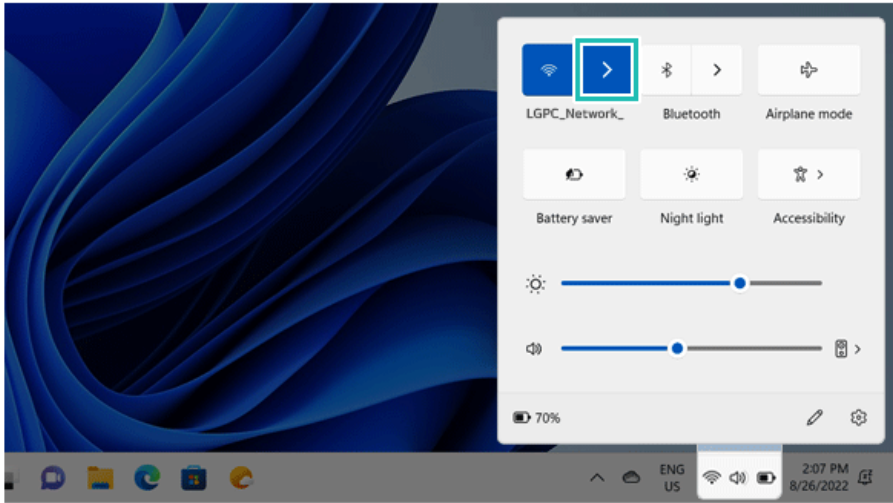 LGPC_Network_
Bluetooth
Airplane mode
Battery saver
Night light
Accessibility
70%
ENG
US
2:07 PM
8/26/2022